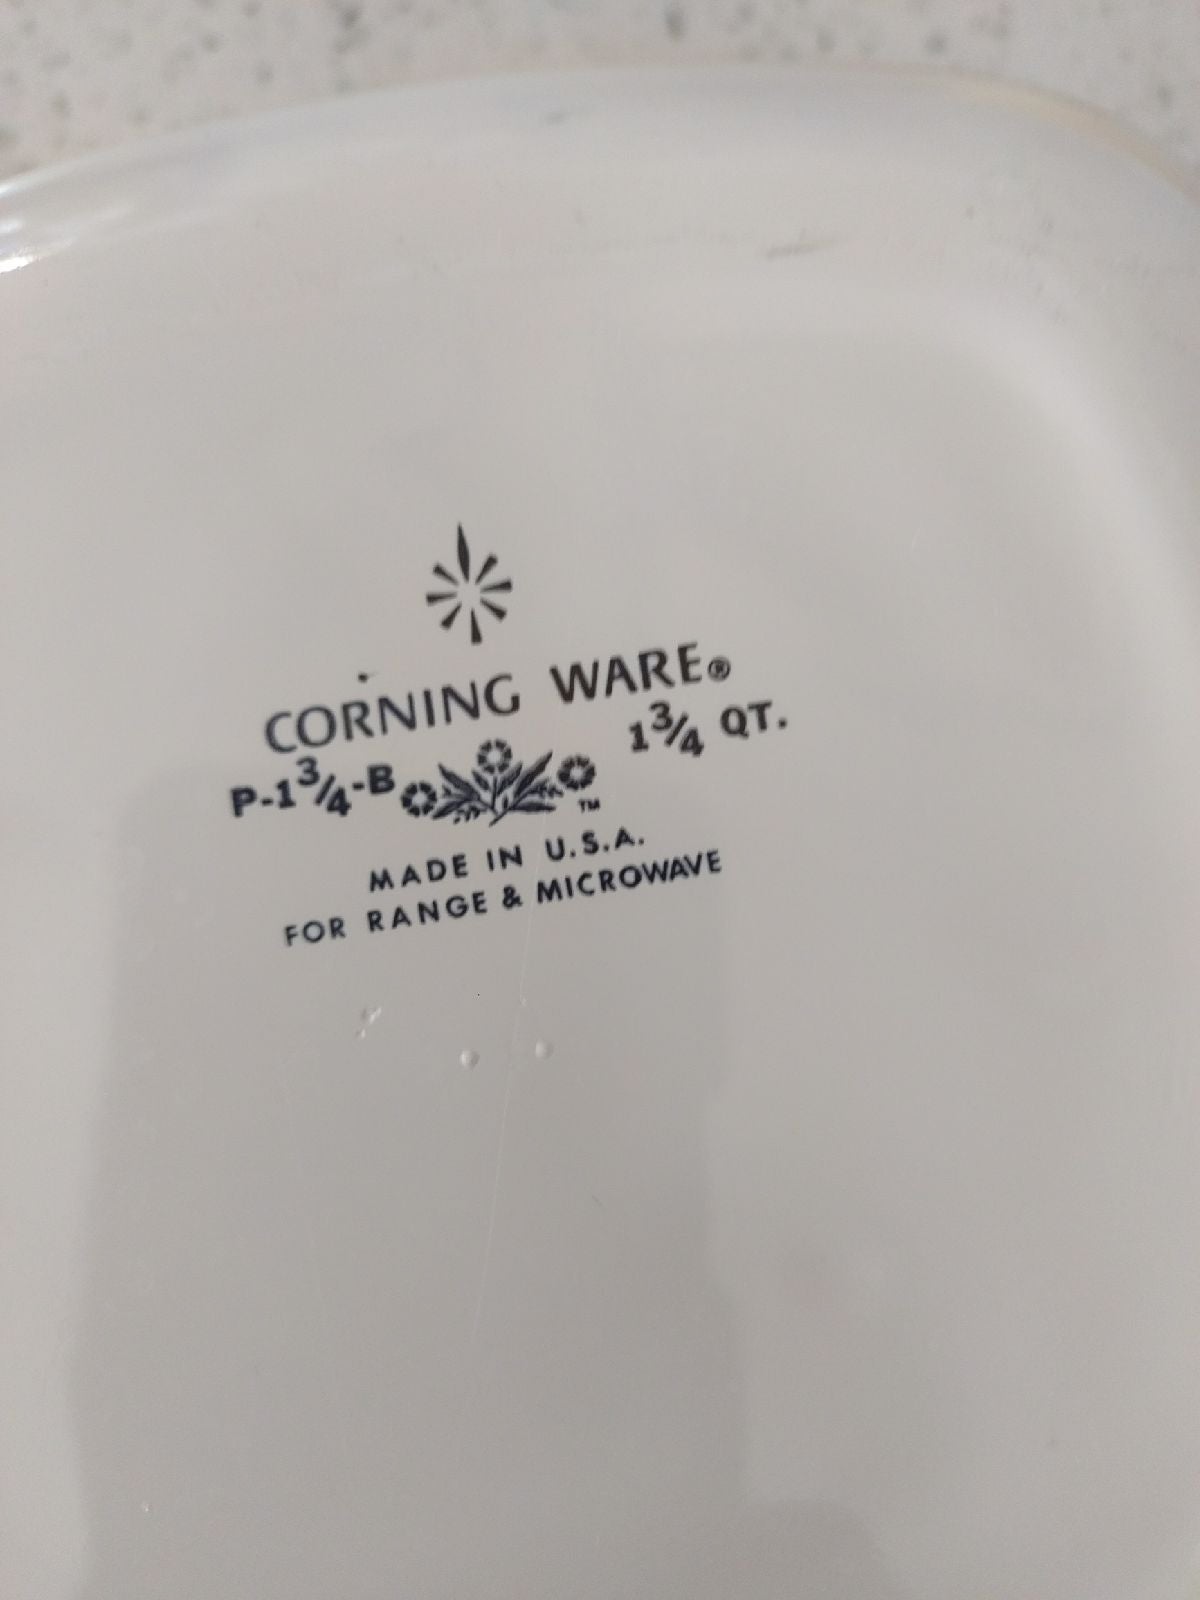 CORNING WARE®
P-1¾-B ™ 1¾ QT.
MADE IN U.S.A.
FOR RANGE & MICROWAVE